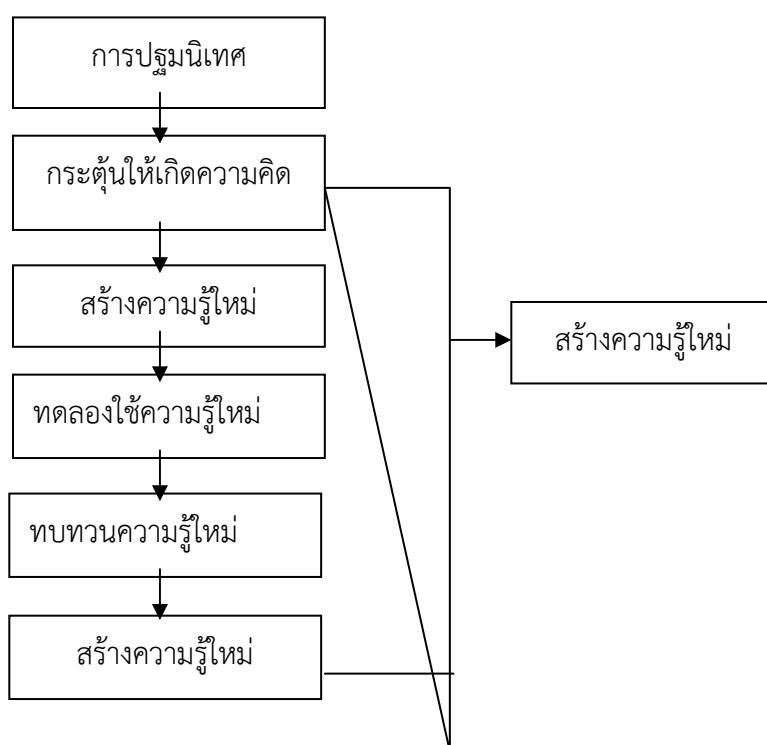 การปฐมนิเทศ
กระตุ้นให้เกิดความคิด
สร้างความรู้ใหม่
สร้างความรู้ใหม่
ทดลองใช้ความรู้ใหม่
ทบทวนความรู้ใหม่
สร้างความรู้ใหม่